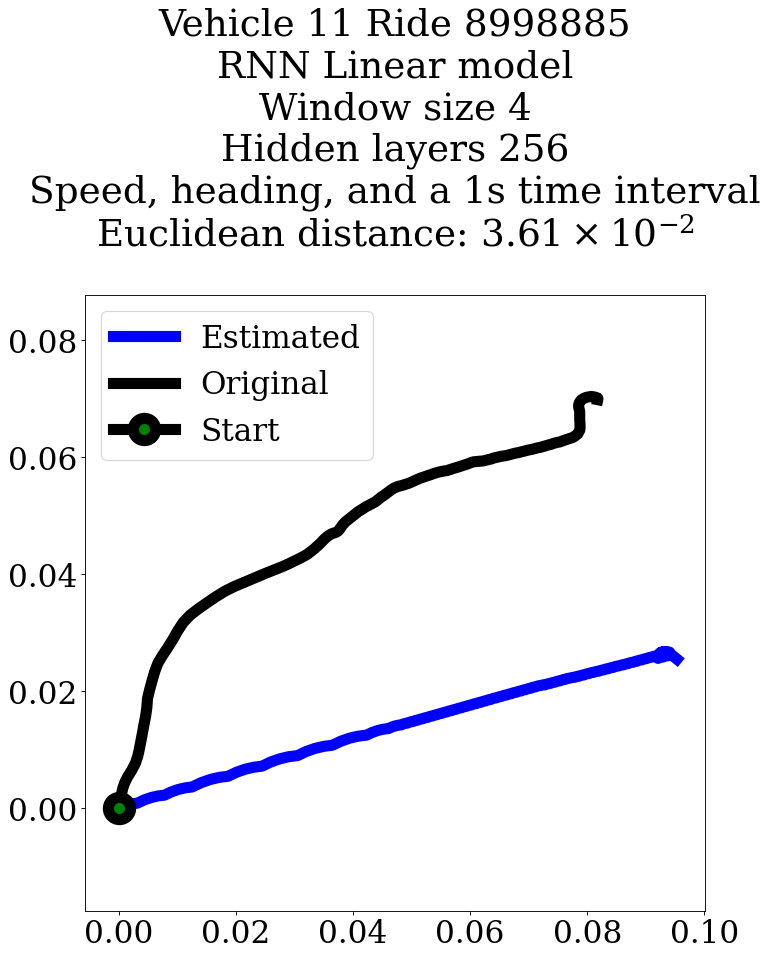 Vehicle 11 Ride 8998885
RNN Linear model
Window size 4
Hidden layers 256
Speed, heading, and a 1s time interval
Euclidean distance: 3.61 × 10⁻²
Estimated
Original
Start
0.08
0.06
0.04
0.02
0.00
0.00 0.02 0.04 0.06 0.08 0.10